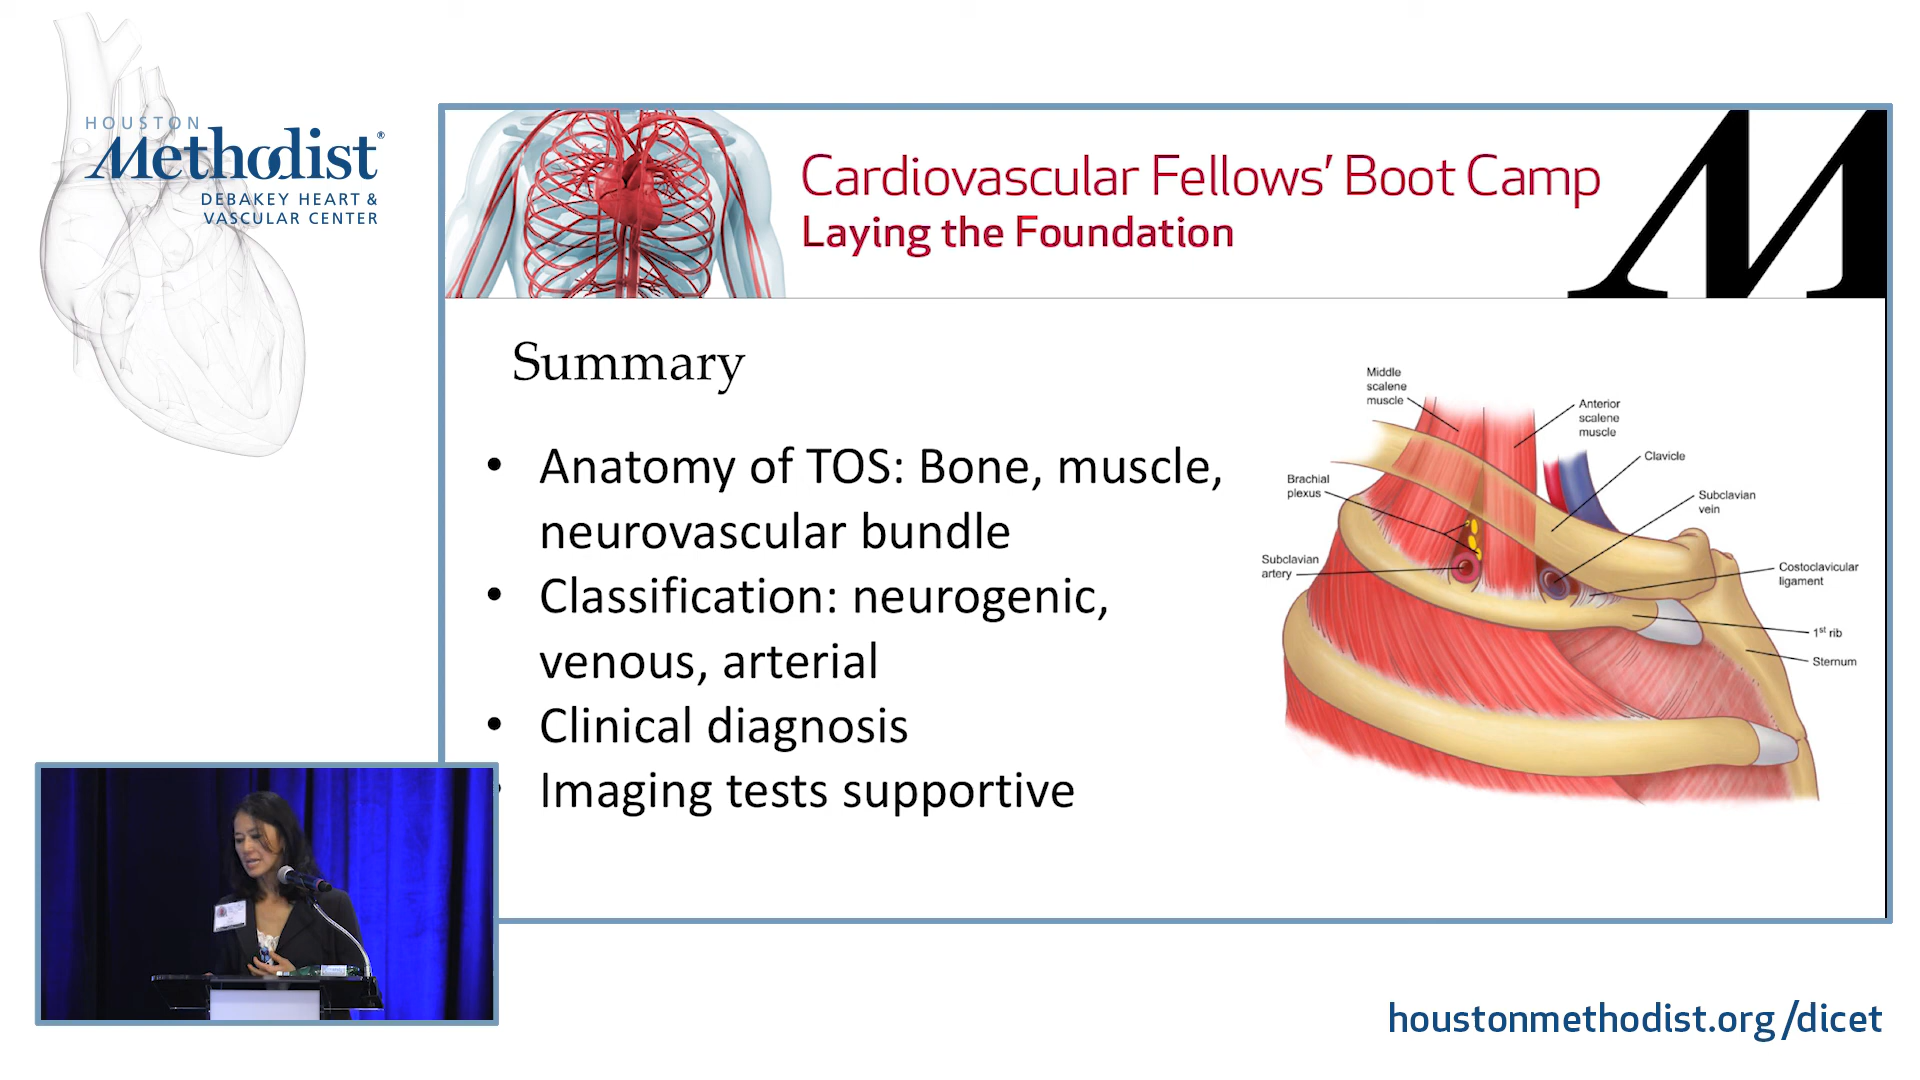 HOUSTON
Methodist®
DEBAKEY HEART &
VASCULAR CENTER
Cardiovascular Fellows’ Boot Camp
Laying the Foundation
M
Summary
• Anatomy of TOS: Bone, muscle,
neurovascular bundle
• Classification: neurogenic,
venous, arterial
• Clinical diagnosis
• Imaging tests supportive
Middle
scalene
muscle
Anterior
scalene
muscle
Clavicle
Brachial
plexus
Subclavian
vein
Subclavian
artery
Costoclavicular
ligament
1st rib
Sternum
houstonmethodist.org/dicet